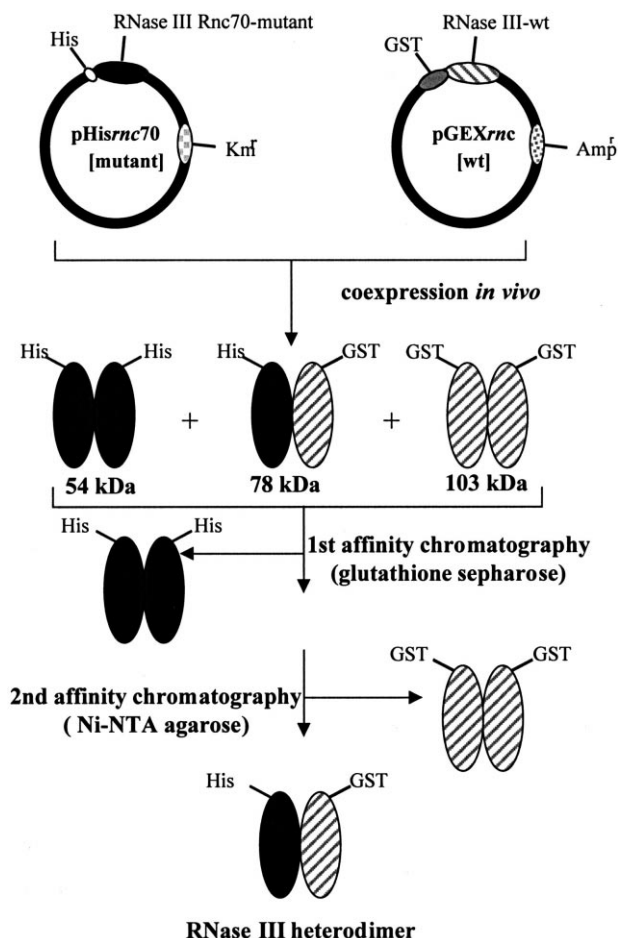 RNase III Rnc70-mutant
His
pHisrnc70
[mutant]
Kmr
RNase III-wt
GST
pGEXrnc
[wt]
Ampr
coexpression in vivo
His His
His GST
GST GST
+ +
54 kDa 78 kDa 103 kDa
His His
1st affinity chromatography
(glutathione sepharose)
GST GST
2nd affinity chromatography
( Ni-NTA agarose)
His GST
RNase III heterodimer